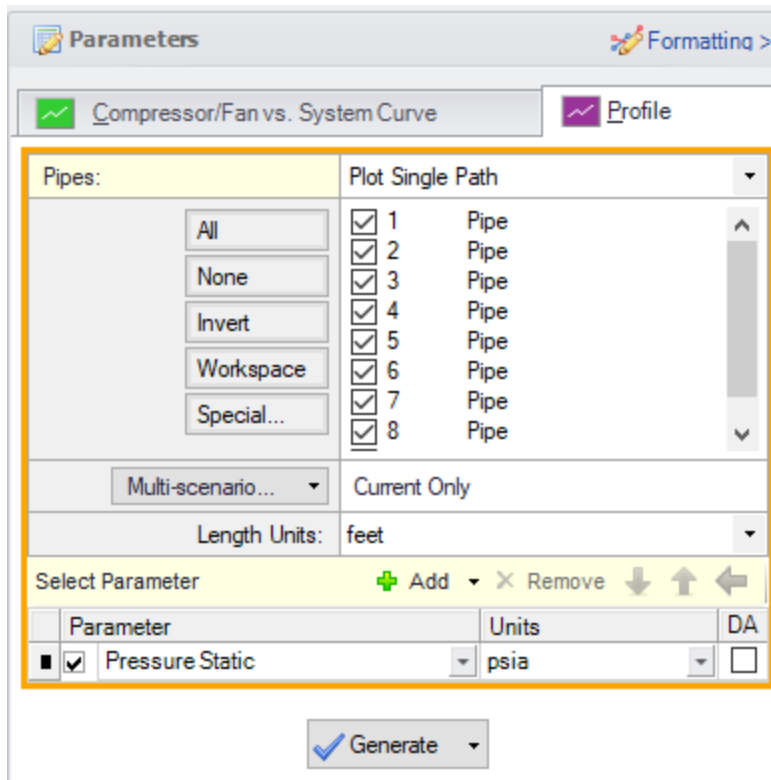 Parameters Formatting >
Compressor/Fan vs. System Curve Profile
Pipes: Plot Single Path
All
None
Invert
Workspace
Special...
1 Pipe
2 Pipe
3 Pipe
4 Pipe
5 Pipe
6 Pipe
7 Pipe
8 Pipe
Multi-scenario... Current Only
Length Units: feet
Select Parameter Add Remove
Parameter Units DA
Pressure Static psia
Generate